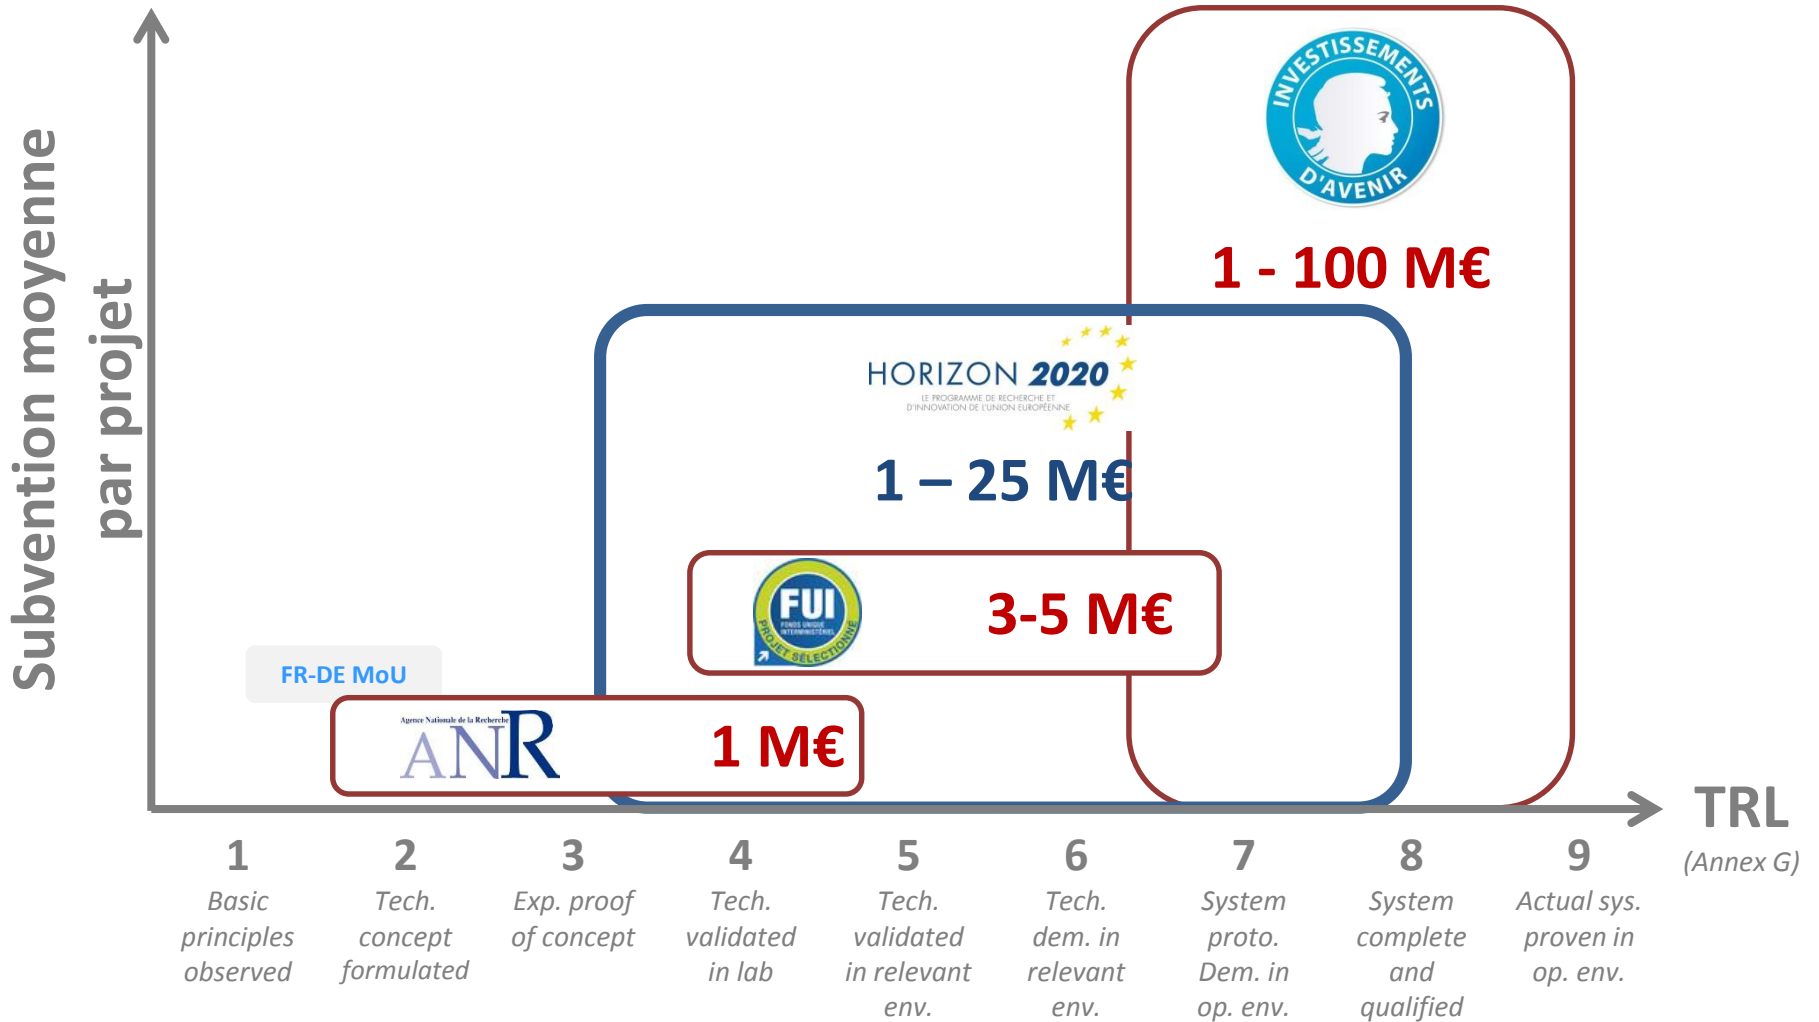 Subvention moyenne
par projet
INVESTISSEMENTS
D'AVENIR
1 - 100 M€
HORIZON 2020
LE PROGRAMME DE RECHERCHE ET
D'INNOVATION DE L'UNION EUROPÉENNE
1 – 25 M€
FUI
FONDS UNIQUE
INTERMINISTÉRIEL
PROJET SÉLECTIONNÉ
3-5 M€
FR-DE MoU
Agence Nationale de la Recherche
ANR
1 M€
TRL
(Annex G)
1
Basic
principles
observed
2
Tech.
concept
formulated
3
Exp. proof
of concept
4
Tech.
validated
in lab
5
Tech.
validated
in relevant
env.
6
Tech.
dem. in
relevant
env.
7
System
proto.
Dem. in
op. env.
8
System
complete
and
qualified
9
Actual sys.
proven in
op. env.